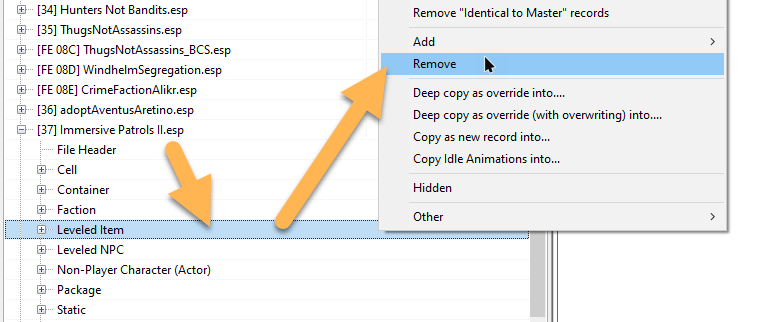 [34] Hunters Not Bandits.esp
[35] ThugsNotAssassins.esp
[FE 08C] ThugsNotAssassins_BCS.esp
[FE 08D] WindhelmSegregation.esp
[FE 08E] CrimeFactionAlikr.esp
[36] adoptAventusAretino.esp
[37] Immersive Patrols II.esp
File Header
Cell
Container
Faction
Leveled Item
Leveled NPC
Non-Player Character (Actor)
Package
Static
Remove "Identical to Master" records
Add
Remove
Deep copy as override into....
Deep copy as override (with overwriting) into....
Copy as new record into...
Copy Idle Animations into...
Hidden
Other